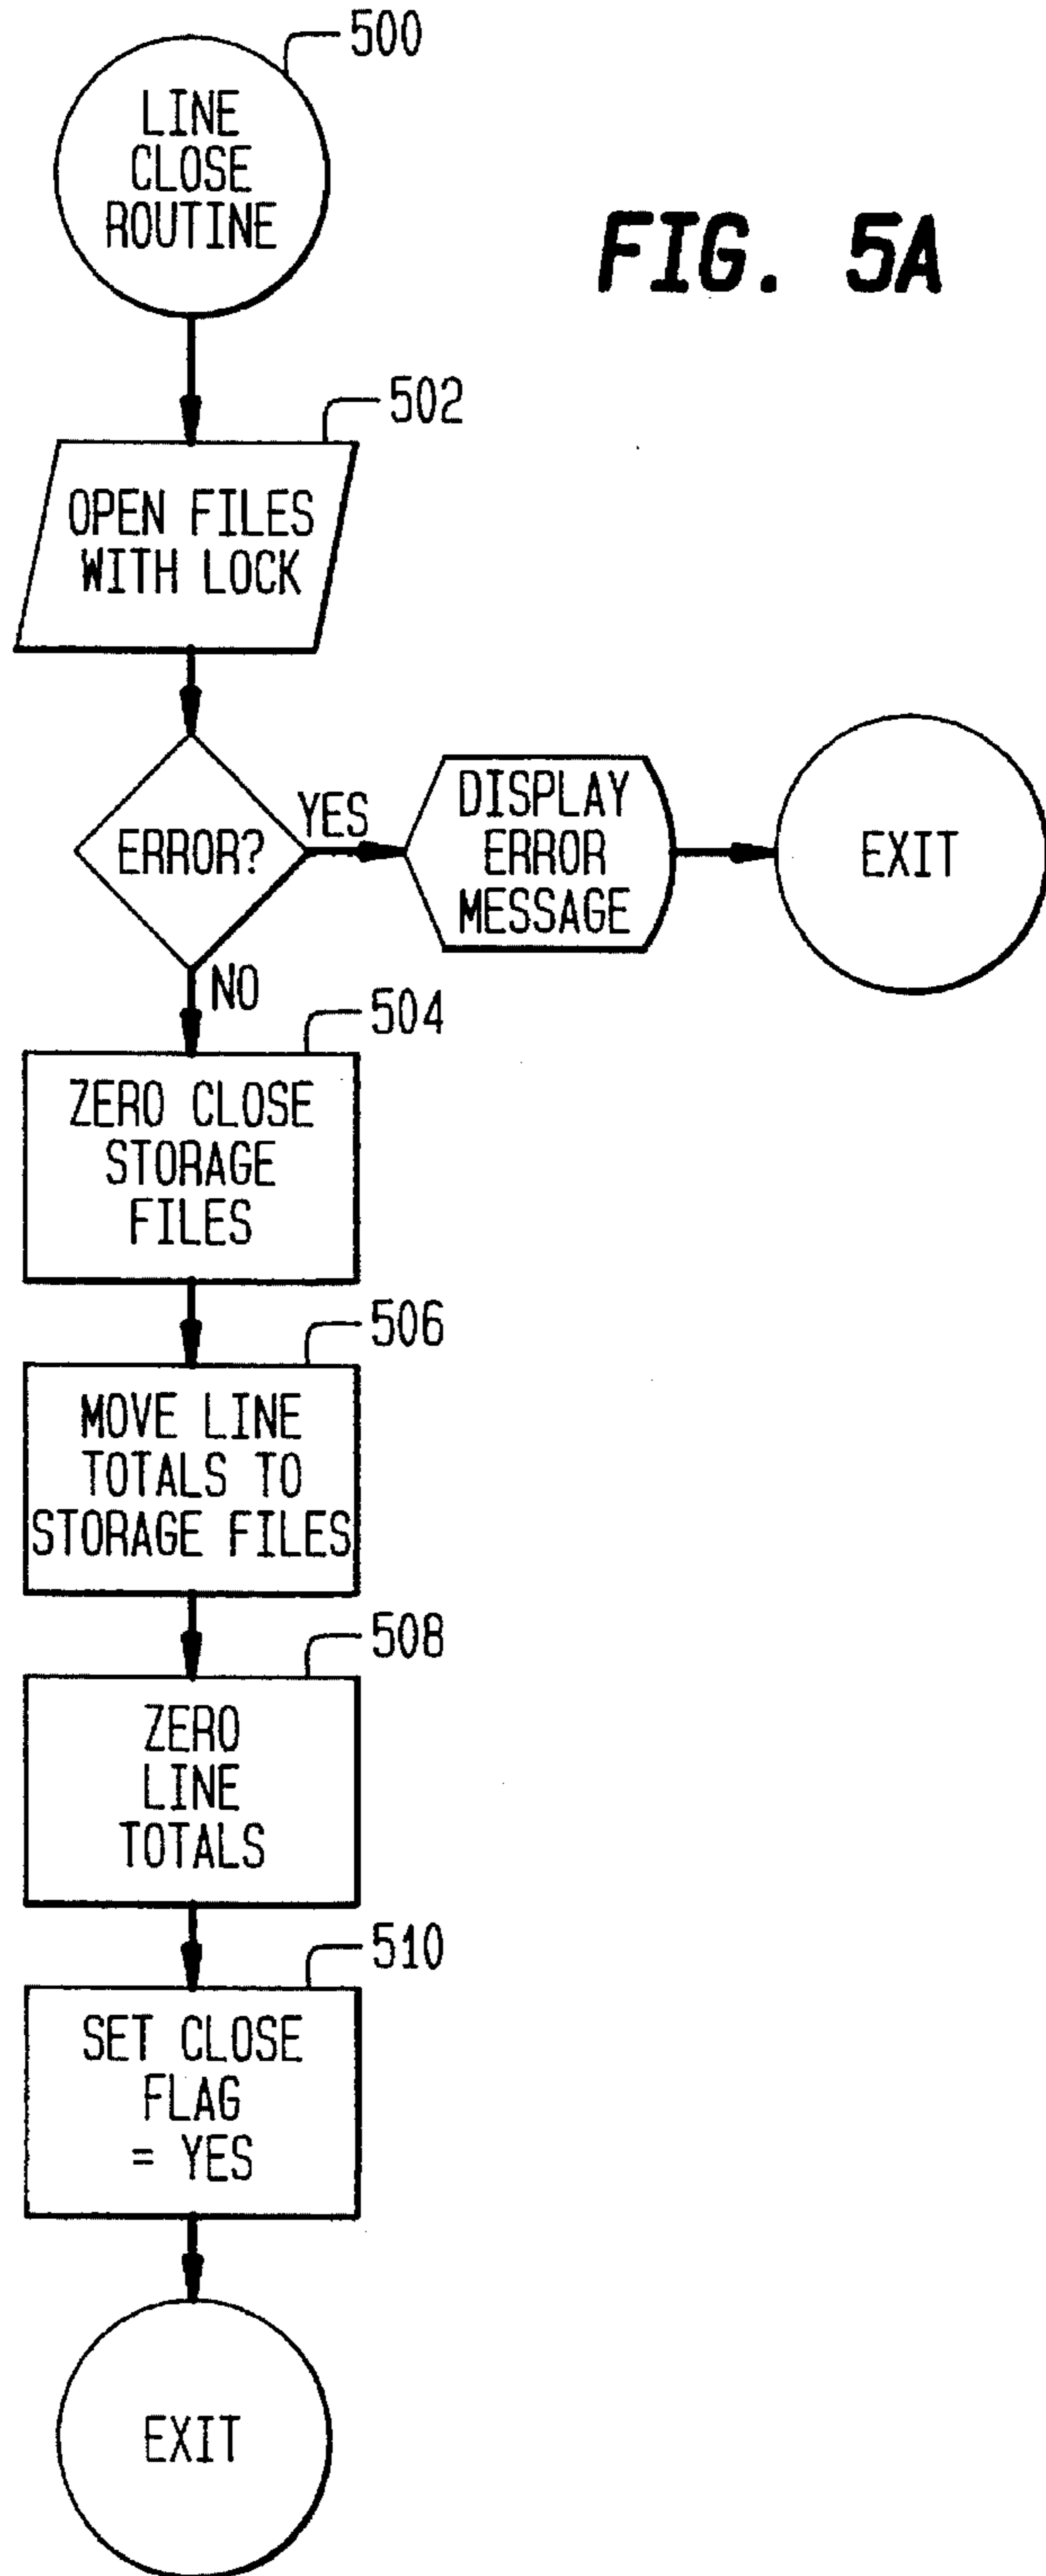 500
LINE
CLOSE
ROUTINE
FIG. 5A
502
OPEN FILES
WITH LOCK
ERROR?
YES
DISPLAY
ERROR
MESSAGE
EXIT
NO
504
ZERO CLOSE
STORAGE
FILES
506
MOVE LINE
TOTALS TO
STORAGE FILES
508
ZERO
LINE
TOTALS
510
SET CLOSE
FLAG
= YES
EXIT